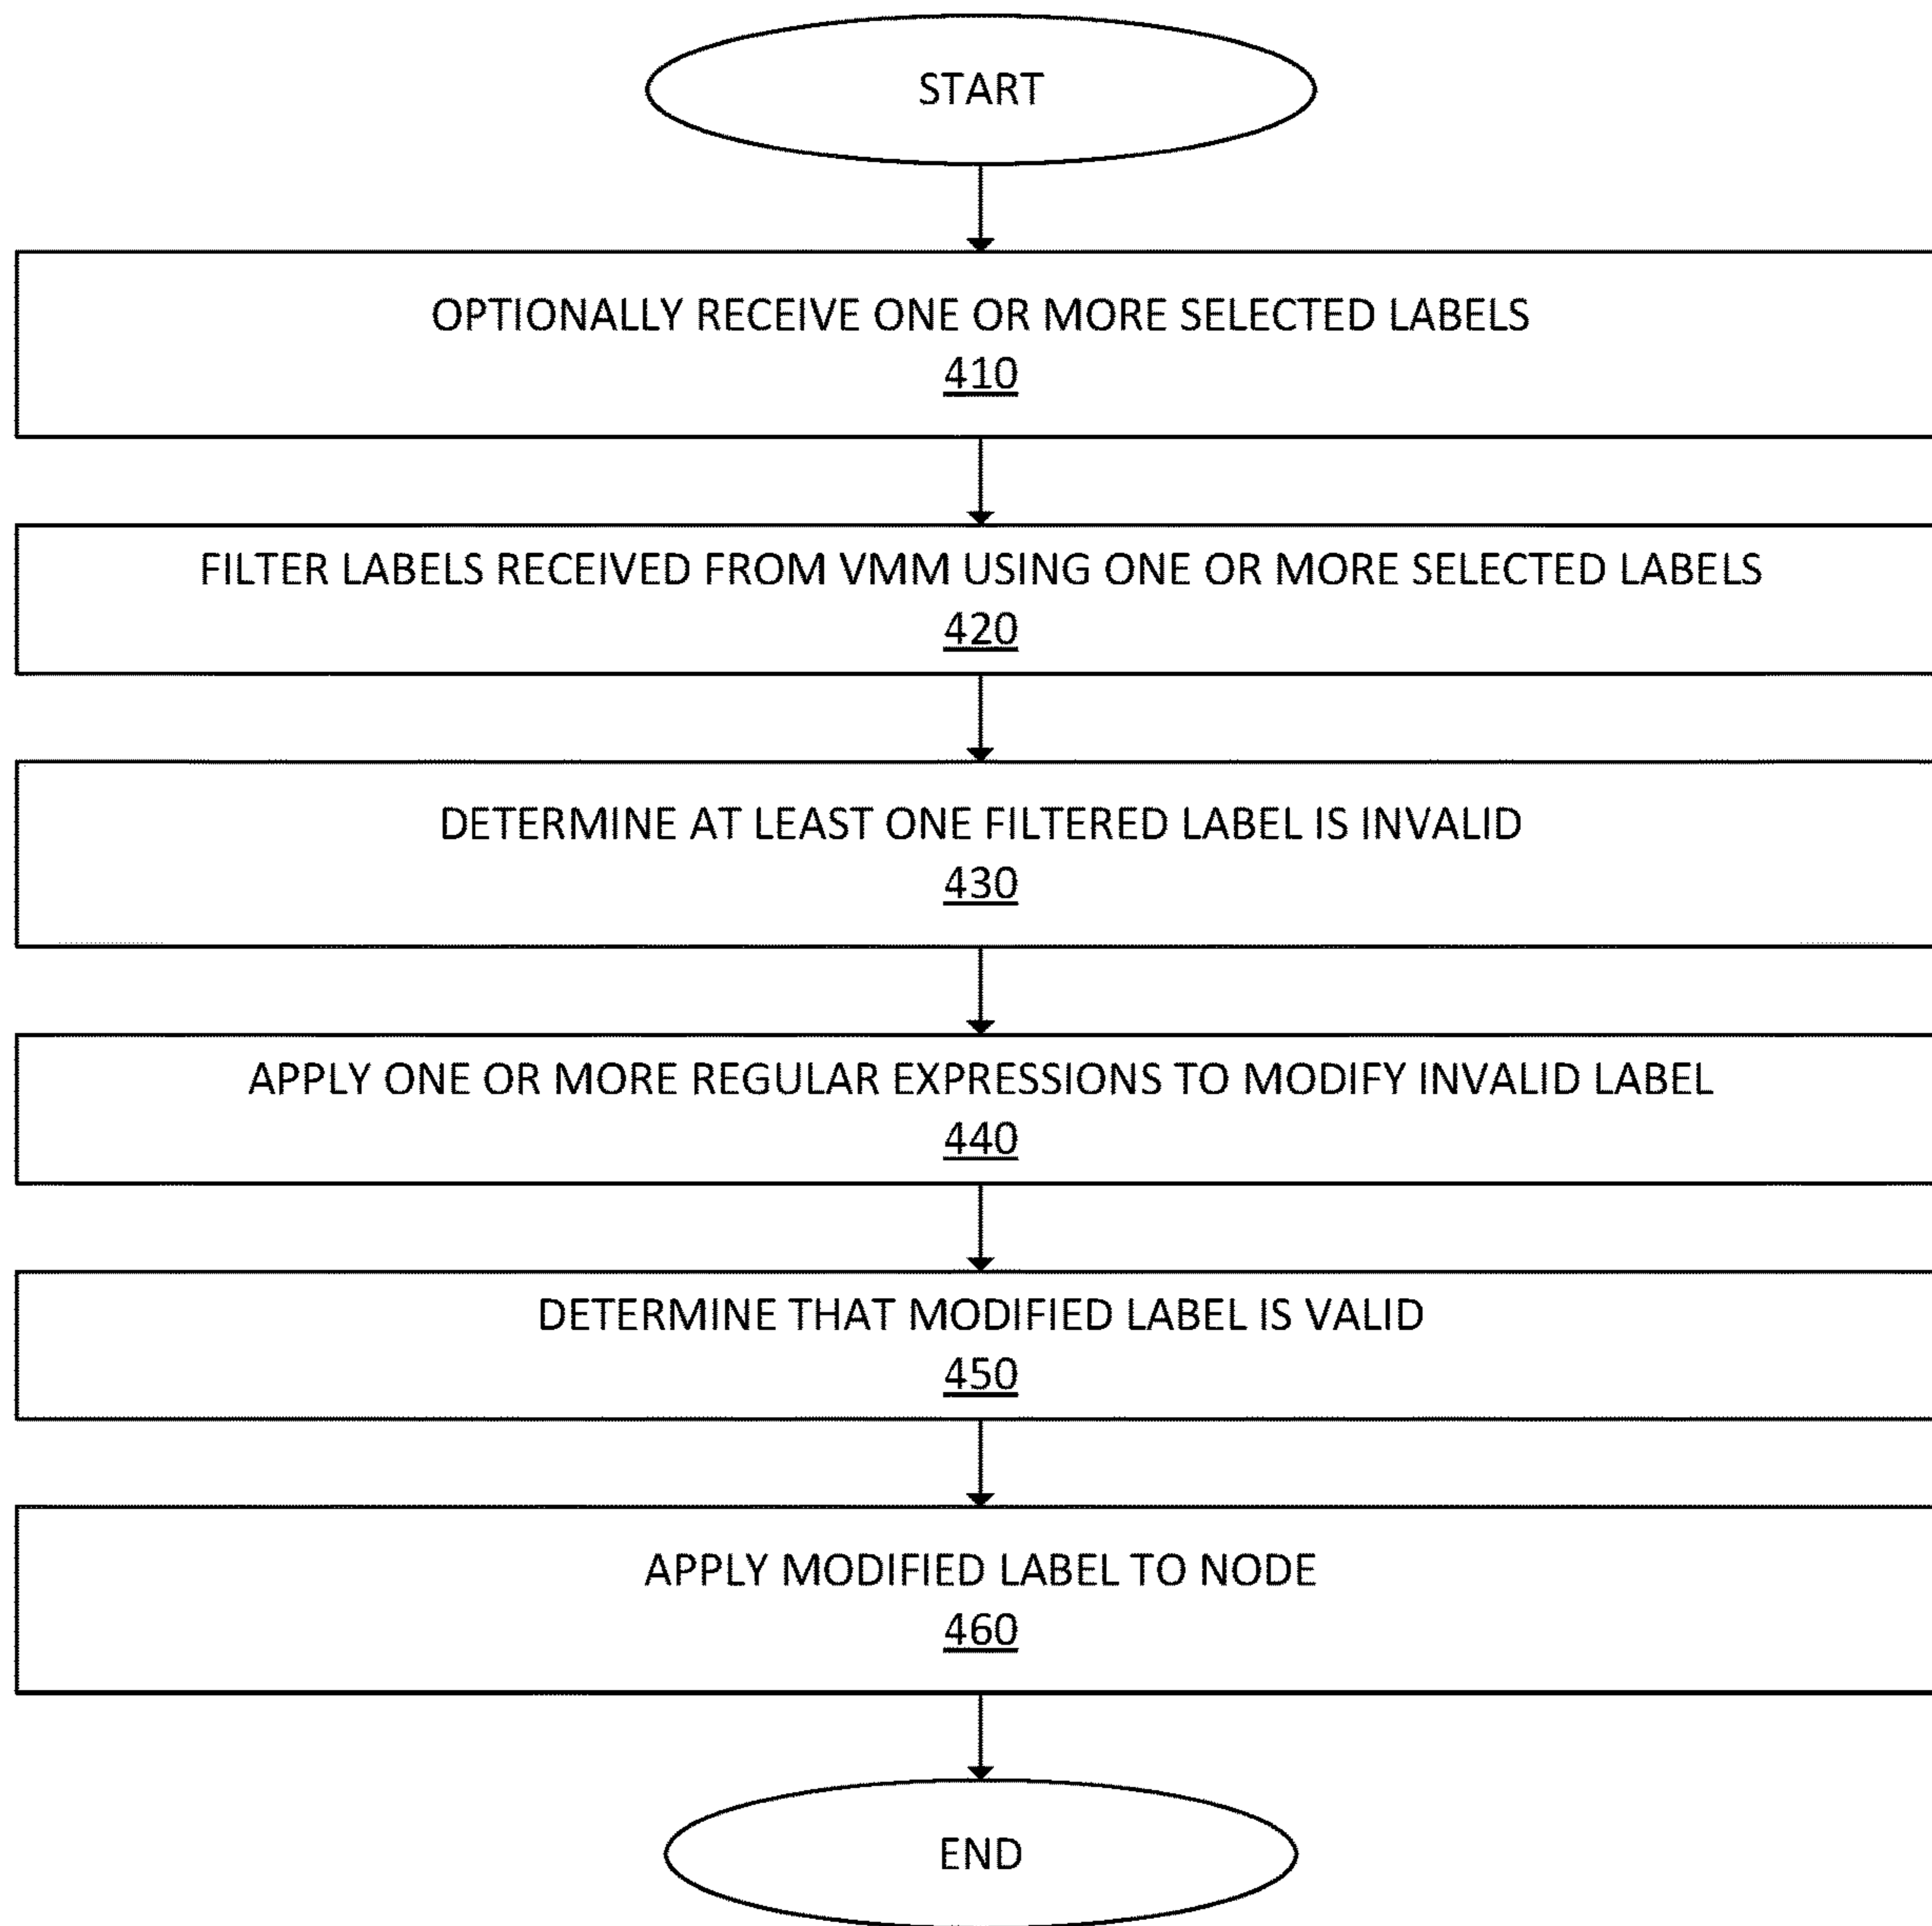 START
OPTIONALLY RECEIVE ONE OR MORE SELECTED LABELS
410
FILTER LABELS RECEIVED FROM VMM USING ONE OR MORE SELECTED LABELS
420
DETERMINE AT LEAST ONE FILTERED LABEL IS INVALID
430
APPLY ONE OR MORE REGULAR EXPRESSIONS TO MODIFY INVALID LABEL
440
DETERMINE THAT MODIFIED LABEL IS VALID
450
APPLY MODIFIED LABEL TO NODE
460
END